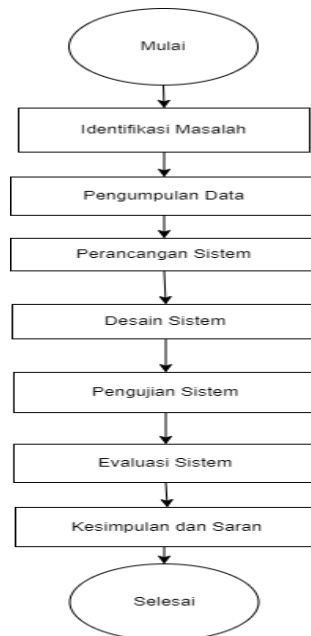 Mulai
Identifikasi Masalah
Pengumpulan Data
Perancangan Sistem
Desain Sistem
Pengujian Sistem
Evaluasi Sistem
Kesimpulan dan Saran
Selesai